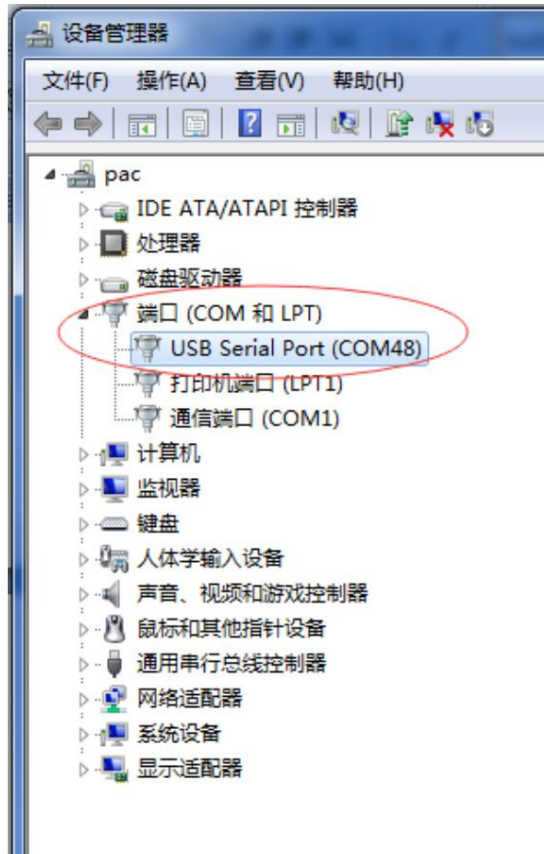 设备管理器
文件(F) 操作(A) 查看(V) 帮助(H)
pac
IDE ATA/ATAPI 控制器
处理器
磁盘驱动器
端口 (COM 和 LPT)
USB Serial Port (COM48)
打印机端口 (LPT1)
通信端口 (COM1)
计算机
监视器
键盘
人体学输入设备
声音、视频和游戏控制器
鼠标和其他指针设备
通用串行总线控制器
网络适配器
系统设备
显示适配器